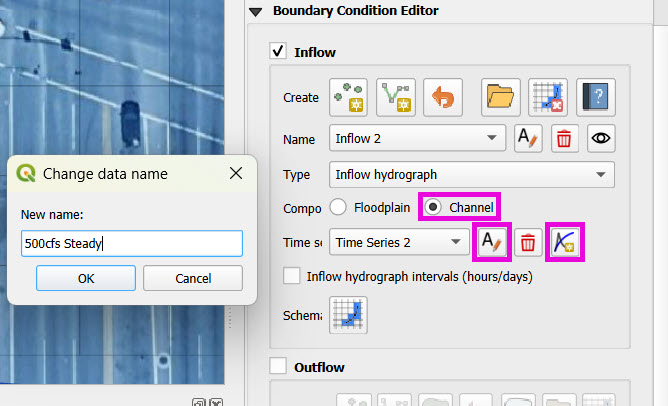 Boundary Condition Editor
Inflow
Create
Name Inflow 2
Type Inflow hydrograph
Compo Floodplain Channel
Time se Time Series 2
Inflow hydrograph intervals (hours/days)
Schema
Outflow
Change data name
New name:
500cfs Steady
OK Cancel